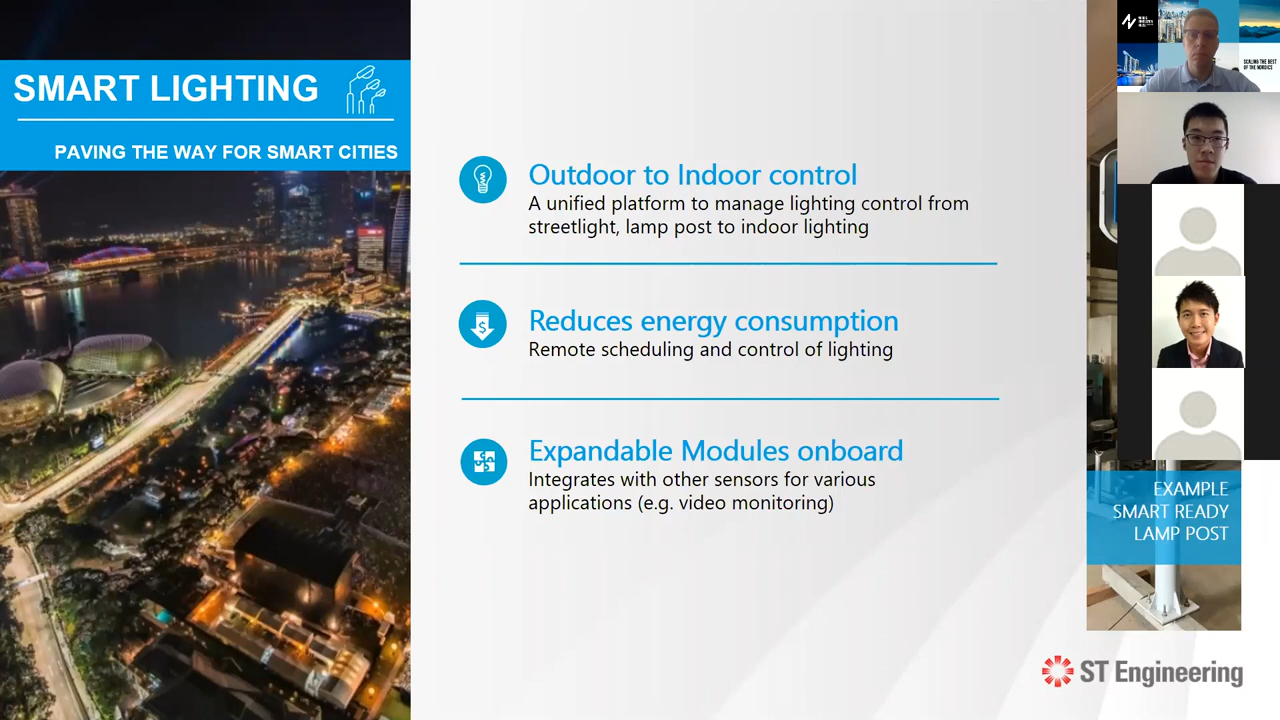 SMART LIGHTING
PAVING THE WAY FOR SMART CITIES
Outdoor to Indoor control
A unified platform to manage lighting control from
streetlight, lamp post to indoor lighting
$
Reduces energy consumption
Remote scheduling and control of lighting
Expandable Modules onboard
Integrates with other sensors for various
applications (e.g. video monitoring)
SCALING THE BEST
OF THE NORDICS
EXAMPLE
SMART READY
LAMP POST
ST Engineering